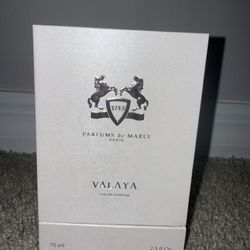 1743
PARFUMS de MARLY
PARIS
VALAYA
EAU DE PARFUM
75 ml 2.5 fl Oz